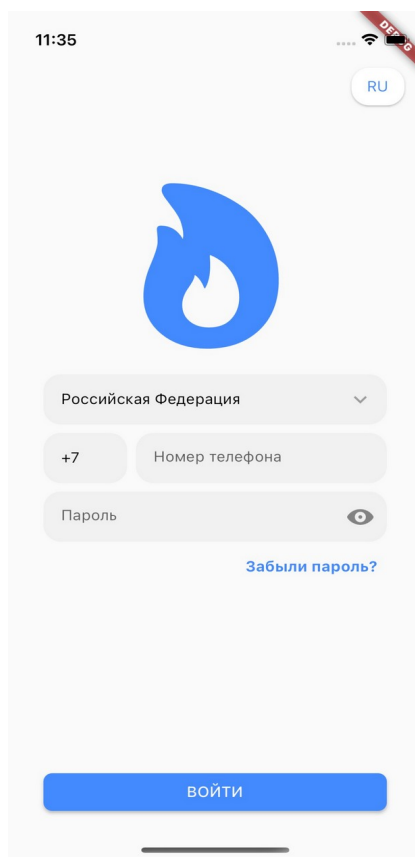 11:35
DEBUG
RU
Российская Федерация
+7
Номер телефона
Пароль
Забыли пароль?
ВОЙТИ